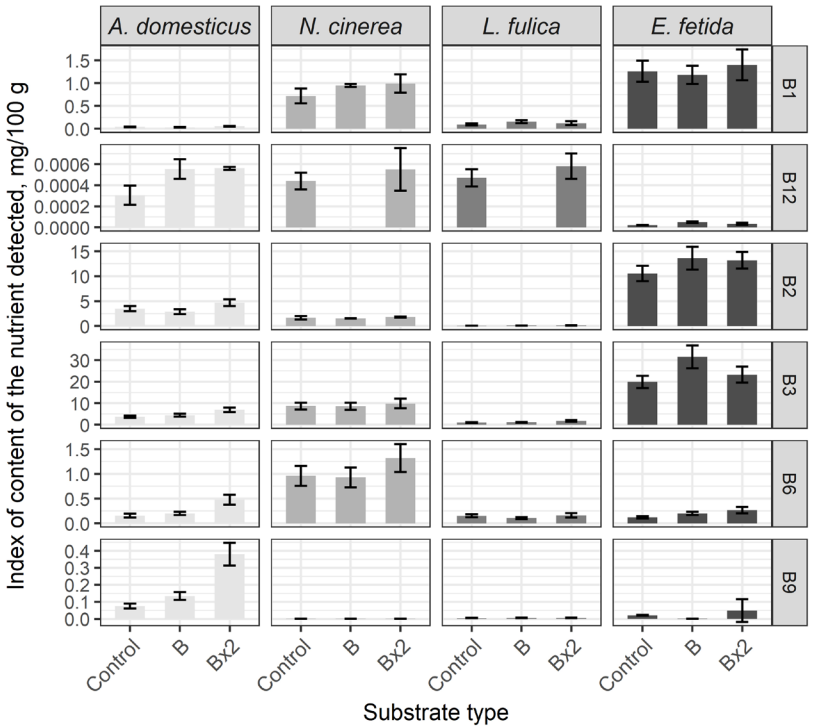 A. domesticus N. cinerea L. fulica E. fetida
Index of content of the nutrient detected, mg/100 g
1.5
1.0
0.5
0.0
B1
0.0006
0.0004
0.0002
0.0000
B12
15
10
5
0
B2
30
20
10
0
B3
1.5
1.0
0.5
0.0
B6
0.4
0.3
0.2
0.1
0.0
B9
Control B Bx2 Control B Bx2 Control B Bx2 Control B Bx2
Substrate type